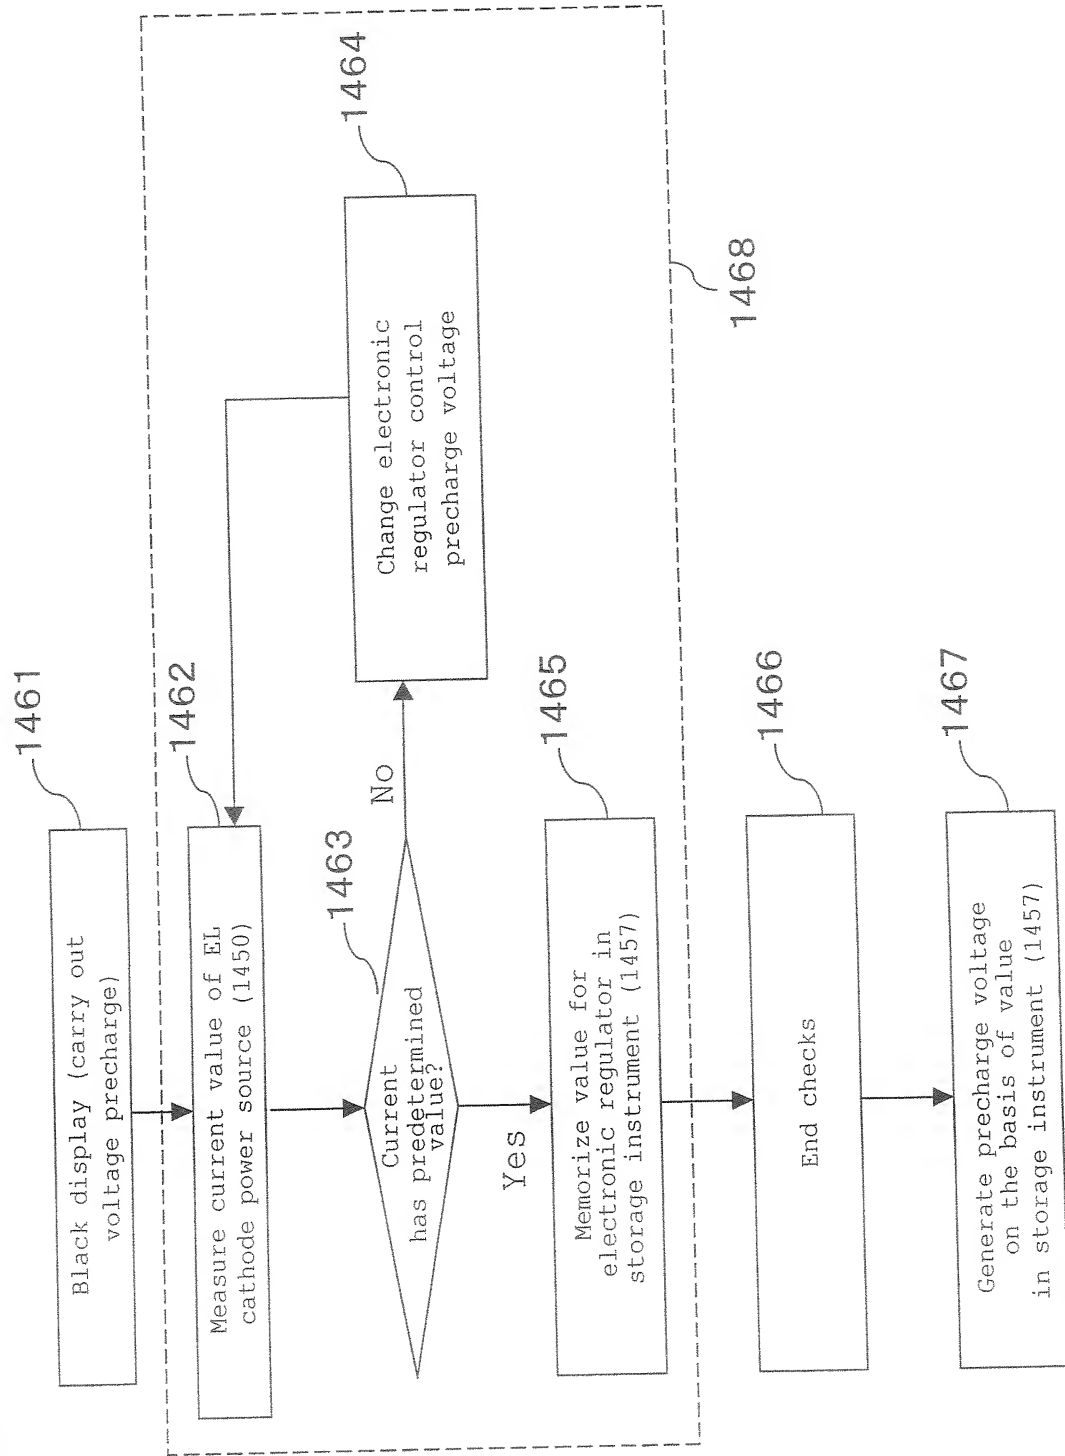 1461
Black display (carry out
voltage precharge)
1462
Measure current value of EL
cathode power source (1450)
1463
Current
has predetermined
value?
No
Yes
1464
Change electronic
regulator control
precharge voltage
1465
Memorize value for
electronic regulator in
storage instrument (1457)
1468
1466
End checks
1467
Generate precharge voltage
on the basis of value
in storage instrument (1457)